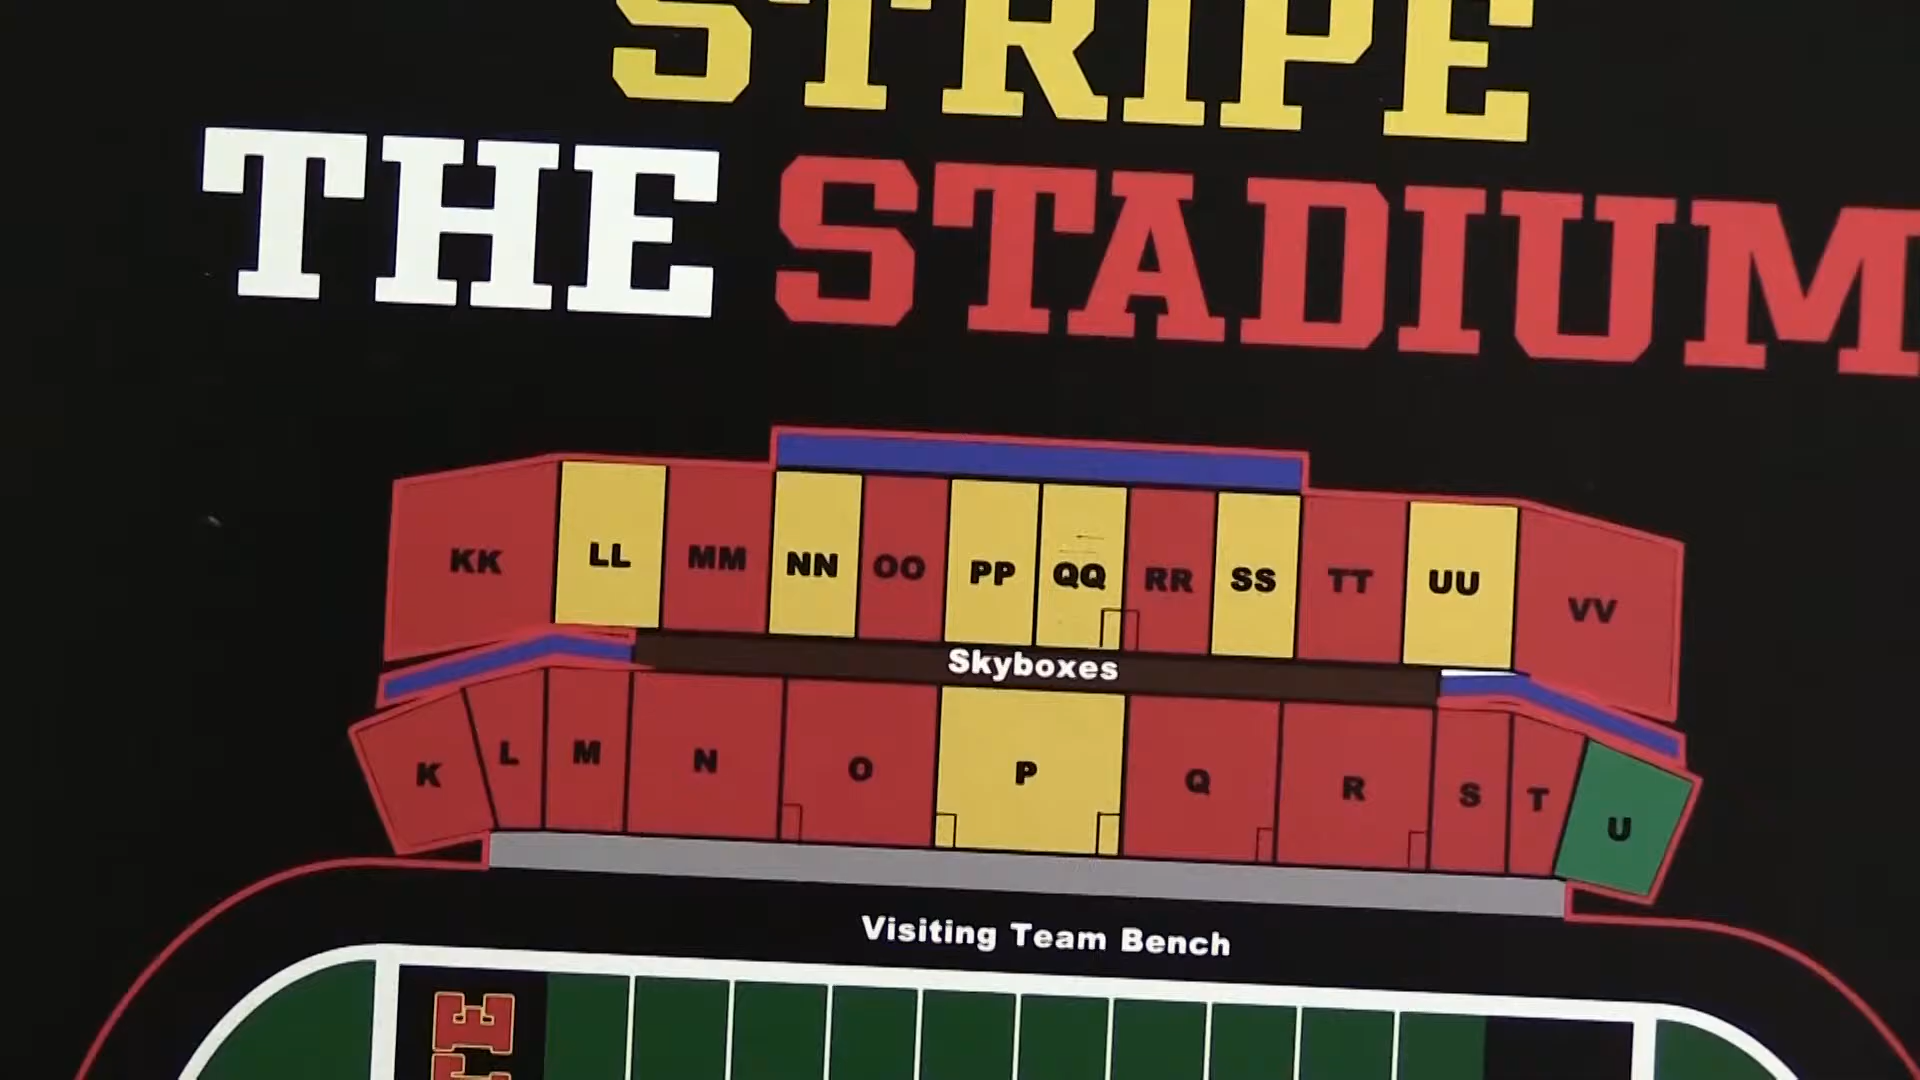 STRIPE
THE STADIUM
KK LL MM NN OO PP QQ RR SS TT UU VV
Skyboxes
K L M N O P Q R S T U
Visiting Team Bench